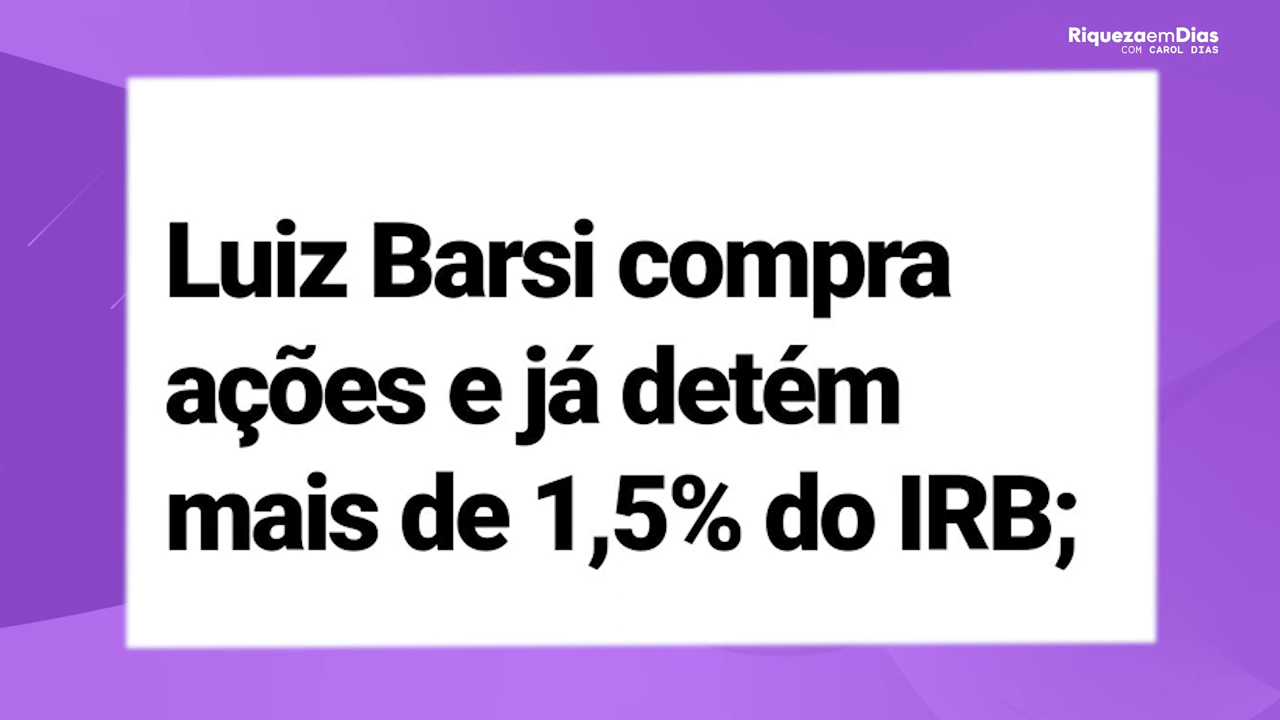 RiquezaemDias
COM CAROL DIAS
Luiz Barsi compra
ações e já detém
mais de 1,5% do IRB;